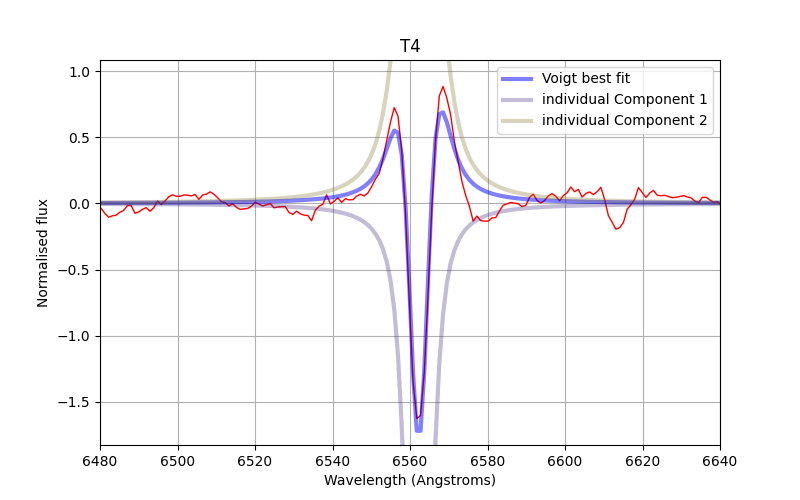 T4
Voigt best fit
individual Component 1
individual Component 2
Normalised flux
1.0
0.5
0.0
−0.5
−1.0
−1.5
6480 6500 6520 6540 6560 6580 6600 6620 6640
Wavelength (Angstroms)